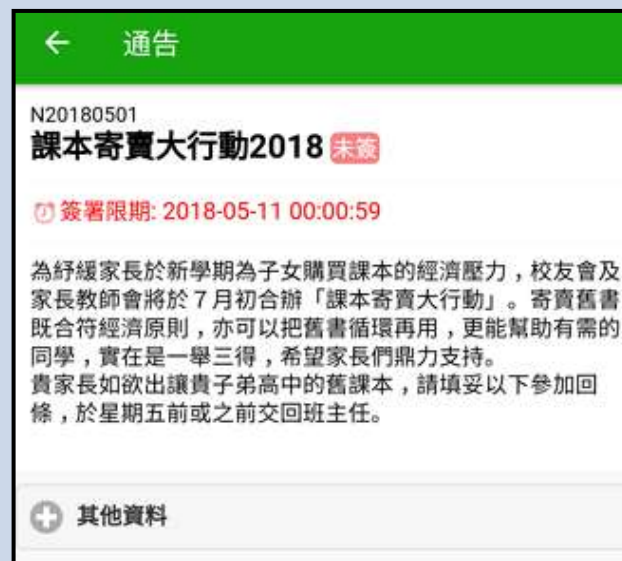 通告
N20180501
課本寄賣大行動2018 未簽
簽署限期: 2018-05-11 00:00:59
為紓緩家長於新學期為子女購買課本的經濟壓力，校友會及
家長教師會將於７月初合辦「課本寄賣大行動」。寄賣舊書
既合符經濟原則，亦可以把舊書循環再用，更能幫助有需的
同學，實在是一舉三得，希望家長們鼎力支持。
貴家長如欲出讓貴子弟高中的舊課本，請填妥以下參加回
條，於星期五前或之前交回班主任。
其他資料